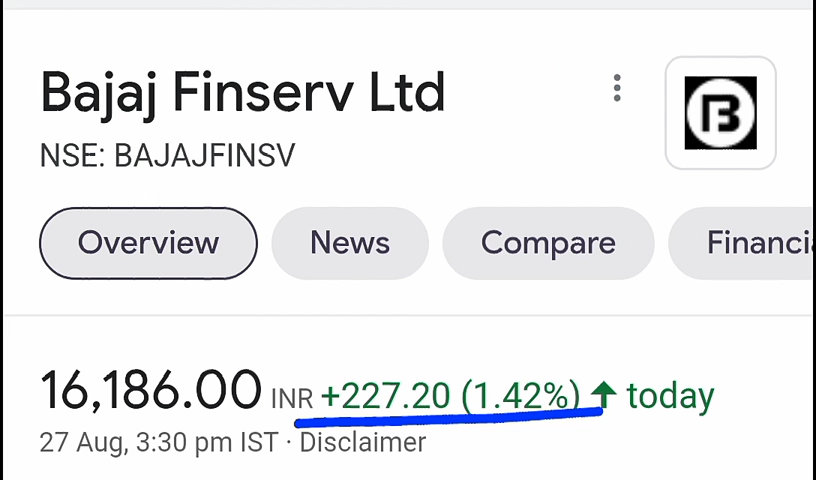 Bajaj Finserv Ltd
NSE: BAJAJFINSV
Overview News Compare Financi
16,186.00 INR +227.20 (1.42%) ↑ today
27 Aug, 3:30 pm IST · Disclaimer